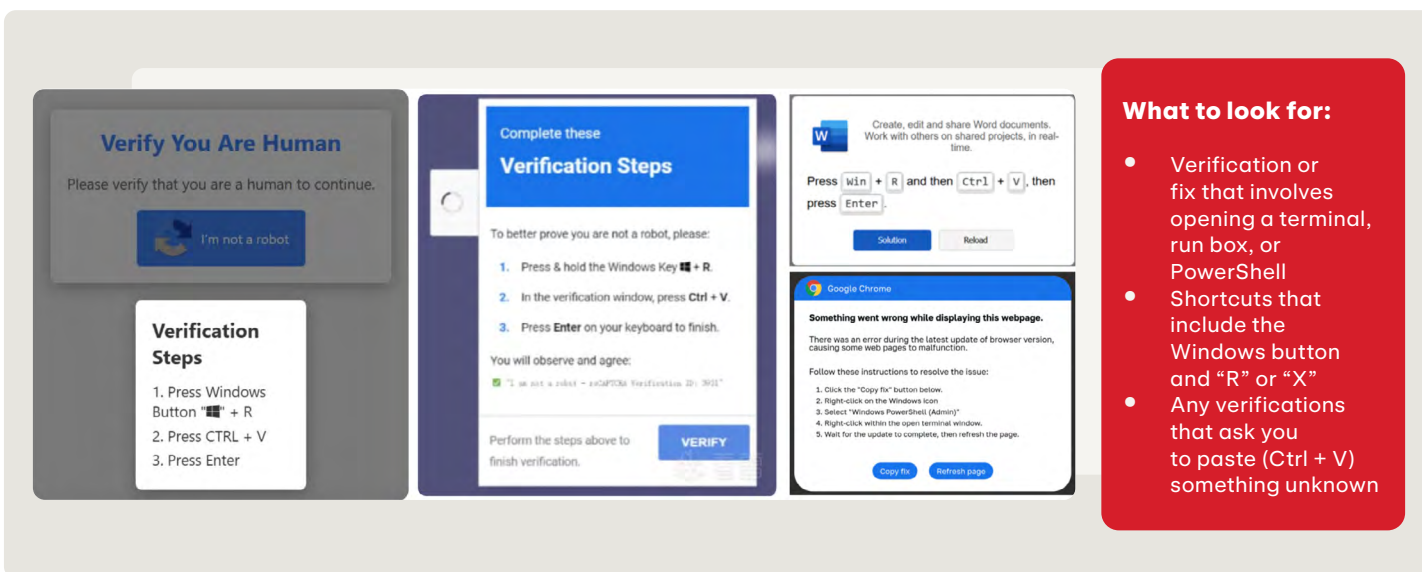 Verify You Are Human
Please verify that you are a human to continue.
I'm not a robot
Verification
Steps
1. Press Windows
Button "" + R
2. Press CTRL + V
3. Press Enter
Complete these
Verification Steps
To better prove you are not a robot, please:
1. Press & hold the Windows Key + R.
2. In the verification window, press Ctrl + V.
3. Press Enter on your keyboard to finish.
You will observe and agree:
"I am not a robot - reCAPTCHA Verification ID: 3931"
Perform the steps above to
finish verification.
VERIFY
W
Create, edit and share Word documents.
Work with others on shared projects, in real-
time.
Press Win + R and then Ctrl + V, then
press Enter.
Solution
Reload
Google Chrome
Something went wrong while displaying this webpage.
There was an error during the latest update of browser version,
causing some web pages to malfunction.
Follow these instructions to resolve the issue:
1. Click the "Copy fix" button below.
2. Right-click on the Windows icon
3. Select "Windows PowerShell (Admin)"
4. Right-click within the open terminal window.
5. Wait for the update to complete, then refresh the page.
Copy fix
Refresh page
What to look for:
• Verification or
fix that involves
opening a terminal,
run box, or
PowerShell
• Shortcuts that
include the
Windows button
and “R” or “X”
• Any verifications
that ask you
to paste (Ctrl + V)
something unknown